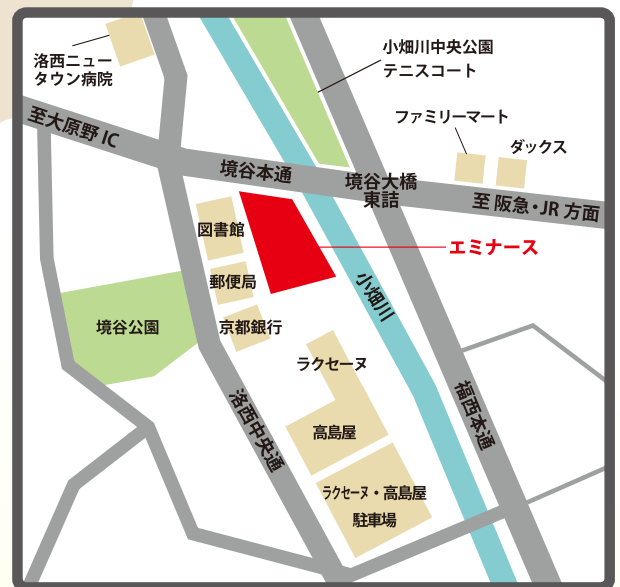 洛西ニュー
タウン病院
小畑川中央公園
テニスコート
ファミリーマート
ダックス
至大原野IC
境谷本通
境谷大橋
東詰
至 阪急・JR 方面
図書館
エミナース
郵便局
小畑川
境谷公園
京都銀行
ラクセーヌ
洛西中央通
福西本通
高島屋
ラクセーヌ・高島屋
駐車場